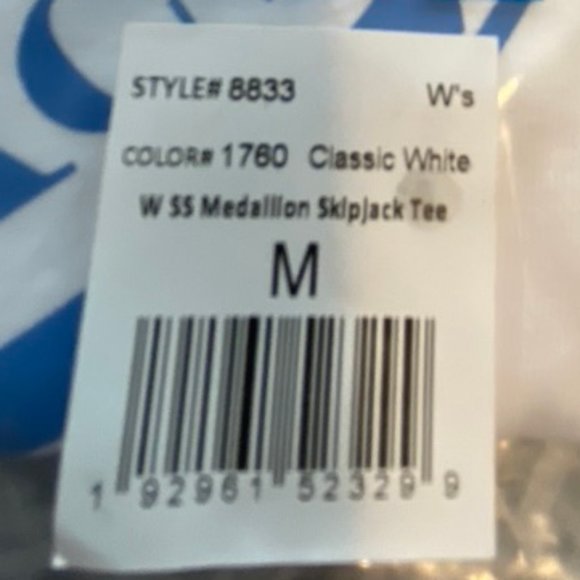 STYLE# 8833 W's
COLOR# 1760 Classic White
W SS Medallion Skipjack Tee
M
1 92961 52329 9